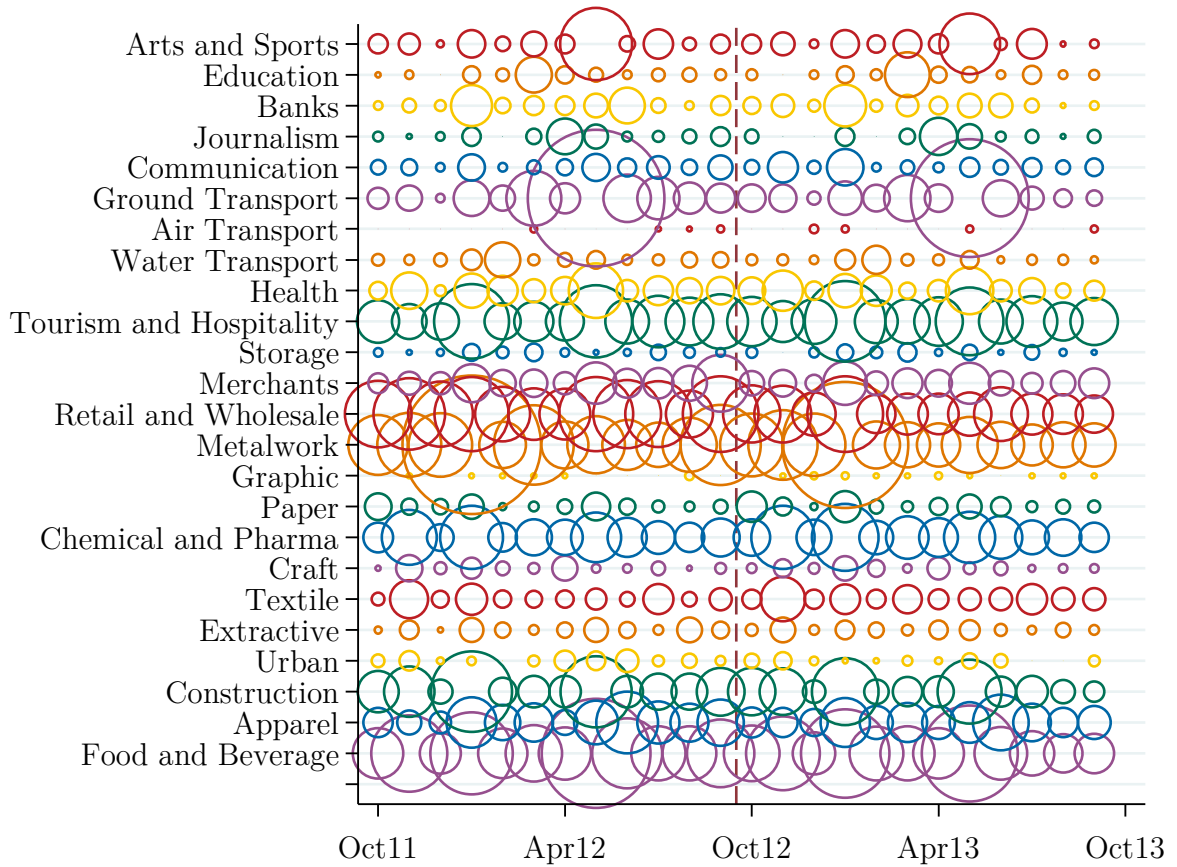 Arts and Sports
Education
Banks
Journalism
Communication
Ground Transport
Air Transport
Water Transport
Health
Tourism and Hospitality
Storage
Merchants
Retail and Wholesale
Metalwork
Graphic
Paper
Chemical and Pharma
Craft
Textile
Extractive
Urban
Construction
Apparel
Food and Beverage
Oct11 Apr12 Oct12 Apr13 Oct13